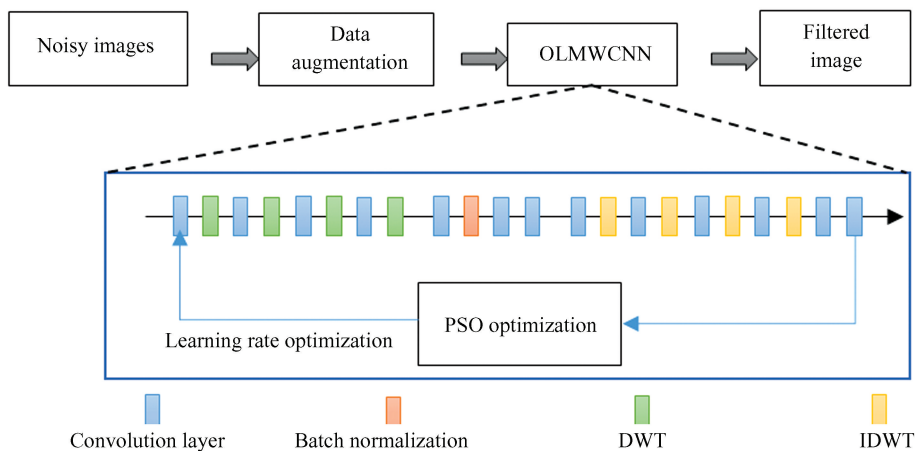 Noisy images
Data
augmentation
OLMWCNN
Filtered
image
PSO optimization
Learning rate optimization
Convolution layer
Batch normalization
DWT
IDWT